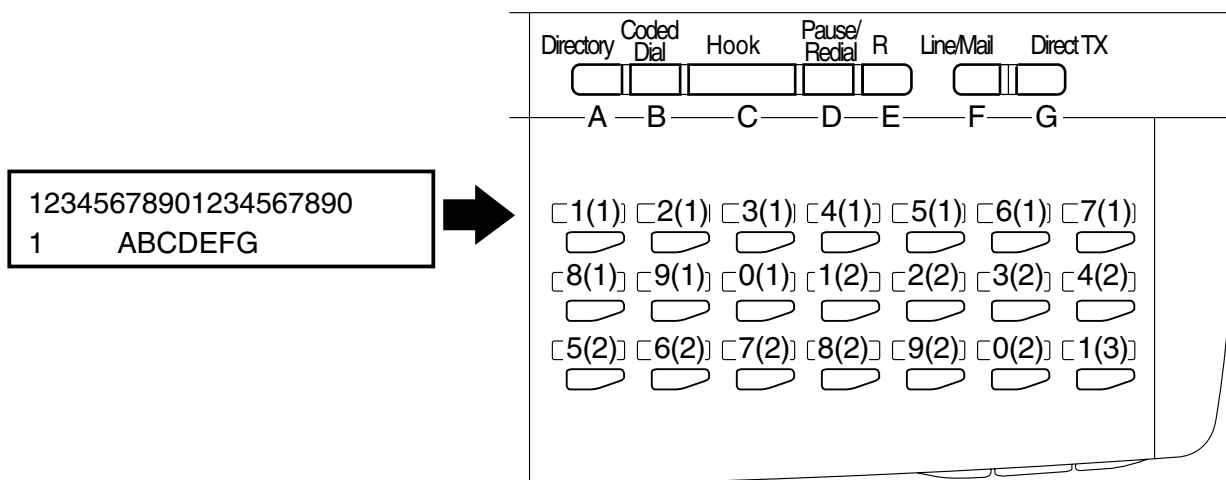 Directory Coded Dial Hook Pause/ Redial R Line/Mail Direct TX
A B C D E F G
12345678901234567890
1 ABCDEFG
1(1) 2(1) 3(1) 4(1) 5(1) 6(1) 7(1)
8(1) 9(1) 0(1) 1(2) 2(2) 3(2) 4(2)
5(2) 6(2) 7(2) 8(2) 9(2) 0(2) 1(3)